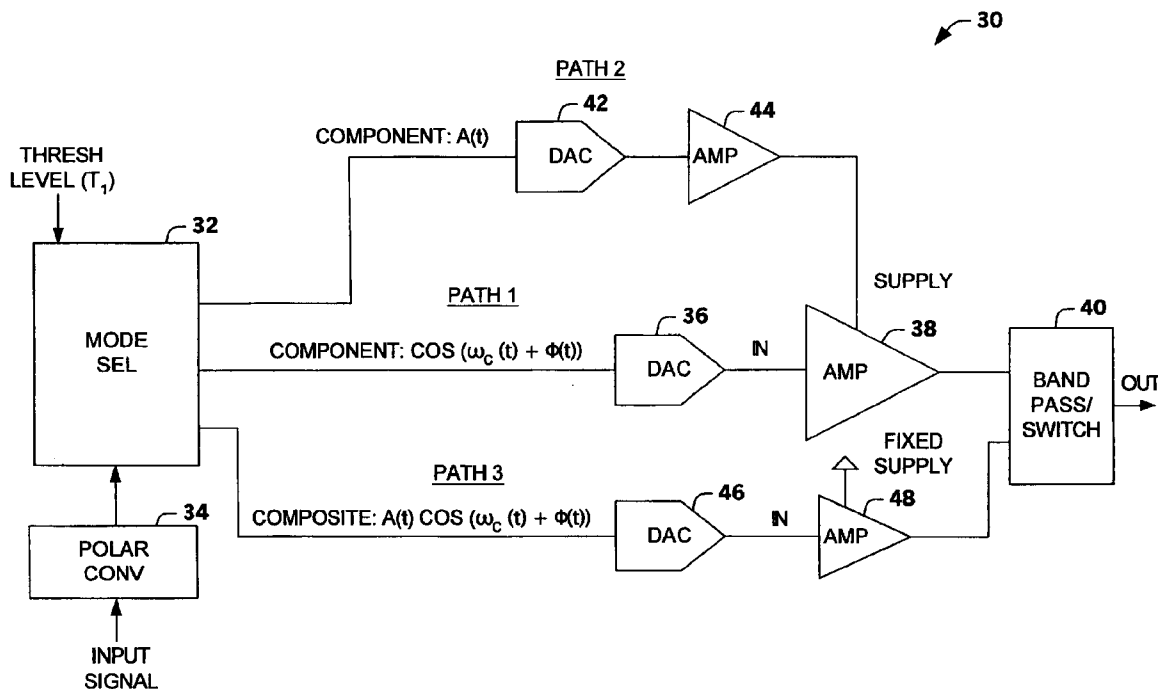 30
PATH 2
42
44
COMPONENT: A(t)
DAC
AMP
THRESH
LEVEL (T1)
32
SUPPLY
PATH 1
36
38
40
MODE
SEL
COMPONENT: COS (ωC (t) + Φ(t))
DAC
IN
AMP
BAND
PASS/
SWITCH
OUT
FIXED
SUPPLY
PATH 3
46
48
34
COMPOSITE: A(t) COS (ωC (t) + Φ(t))
DAC
IN
AMP
POLAR
CONV
INPUT
SIGNAL